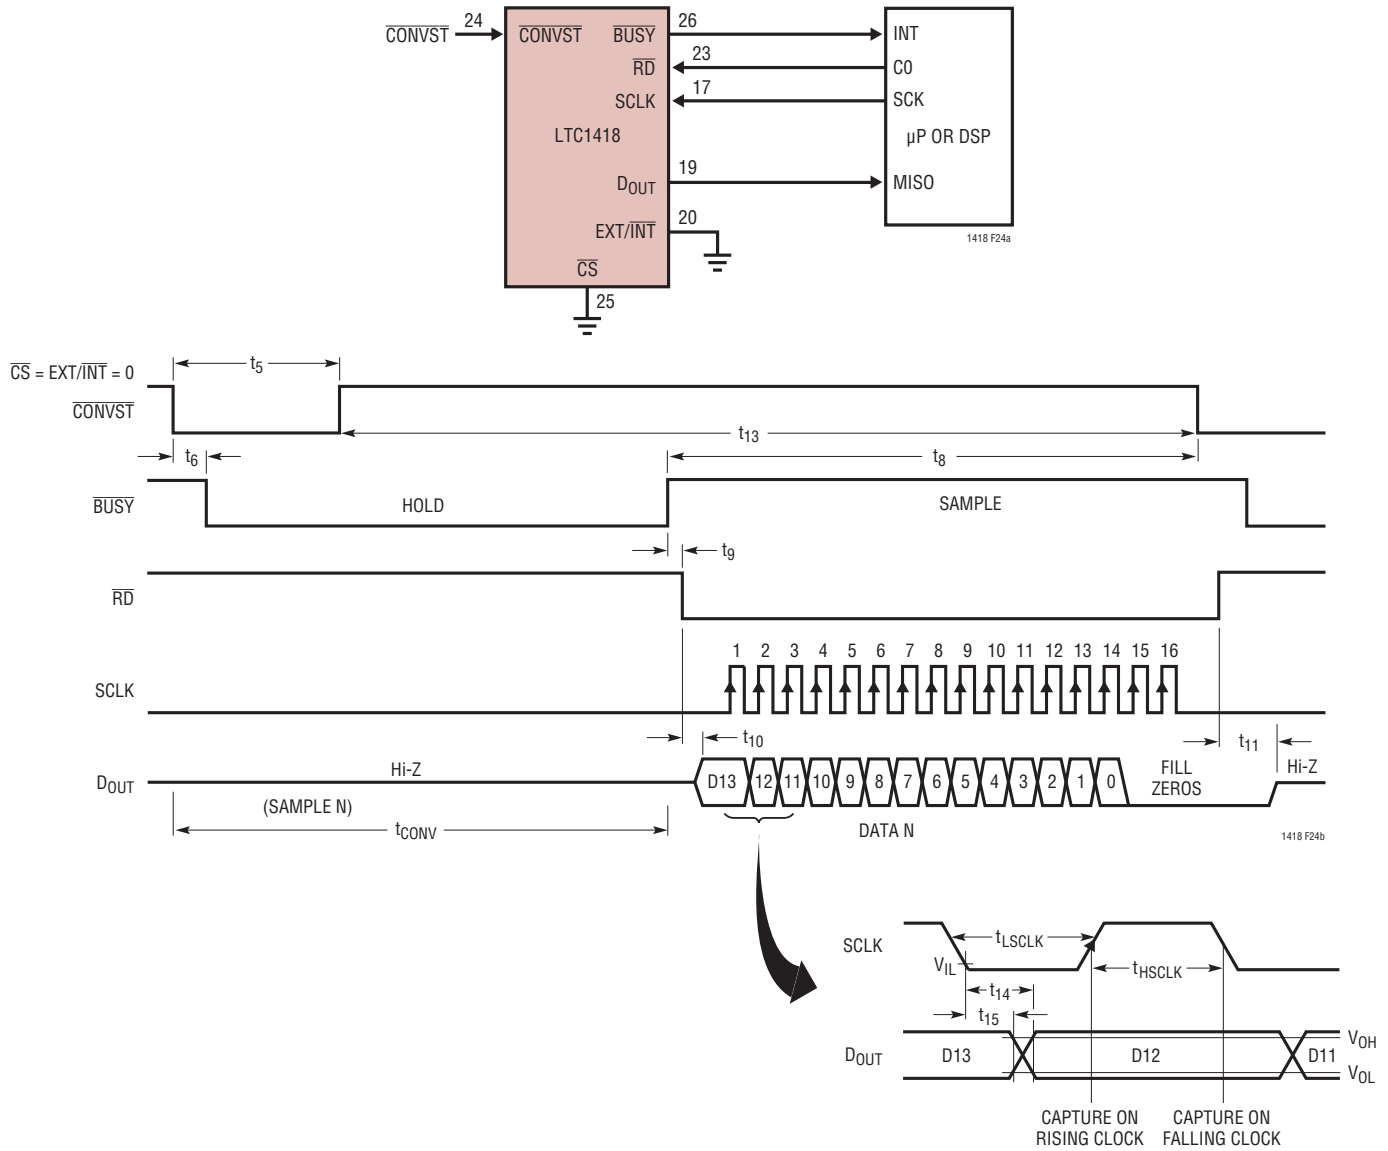 CONVST 24 CONVST BUSY 26 INT
RD 23 C0
SCLK 17 SCK
LTC1418 µP OR DSP
DOUT 19 MISO
EXT/INT 20
1418 F24a
CS
25
t5
CS = EXT/INT = 0
CONVST
t13
t6 t8
BUSY HOLD SAMPLE
t9
RD
1 2 3 4 5 6 7 8 9 10 11 12 13 14 15 16
SCLK
t10 t11
DOUT Hi-Z D13 12 11 10 9 8 7 6 5 4 3 2 1 0 FILL ZEROS Hi-Z
(SAMPLE N)
tCONV DATA N
1418 F24b
SCLK tLSCLK
VIL tHSCLK
t14
t15
DOUT D13 D12 D11 VOH
VOL
CAPTURE ON RISING CLOCK
CAPTURE ON FALLING CLOCK